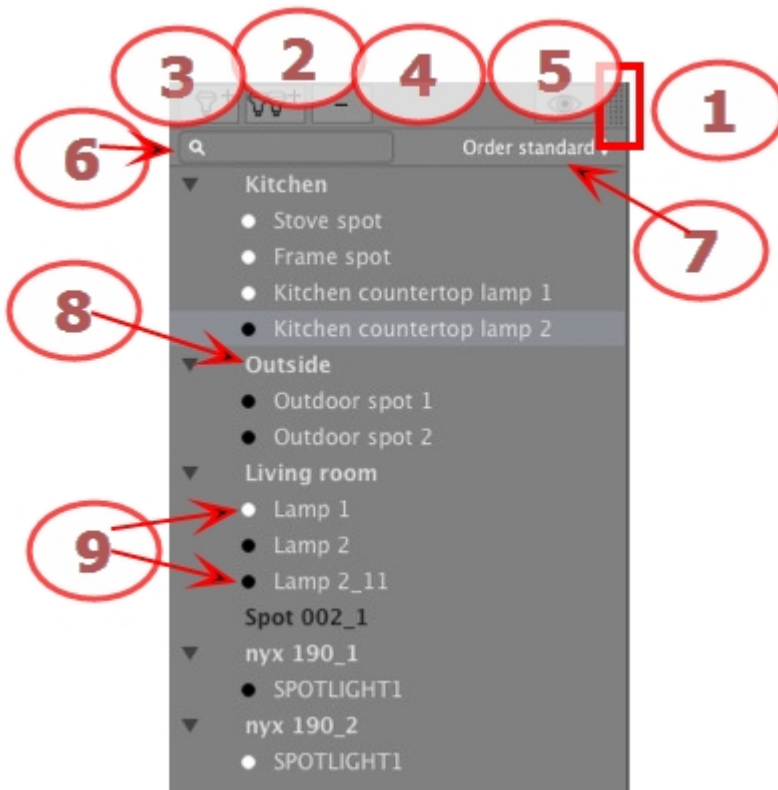 3 2 4 5 1
6 Order standard
Kitchen
Stove spot
Frame spot
7
Kitchen countertop lamp 1
8
Kitchen countertop lamp 2
Outside
Outdoor spot 1
Outdoor spot 2
Living room
Lamp 1
9 Lamp 2
Lamp 2_11
Spot 002_1
nyx 190_1
SPOTLIGHT1
nyx 190_2
SPOTLIGHT1